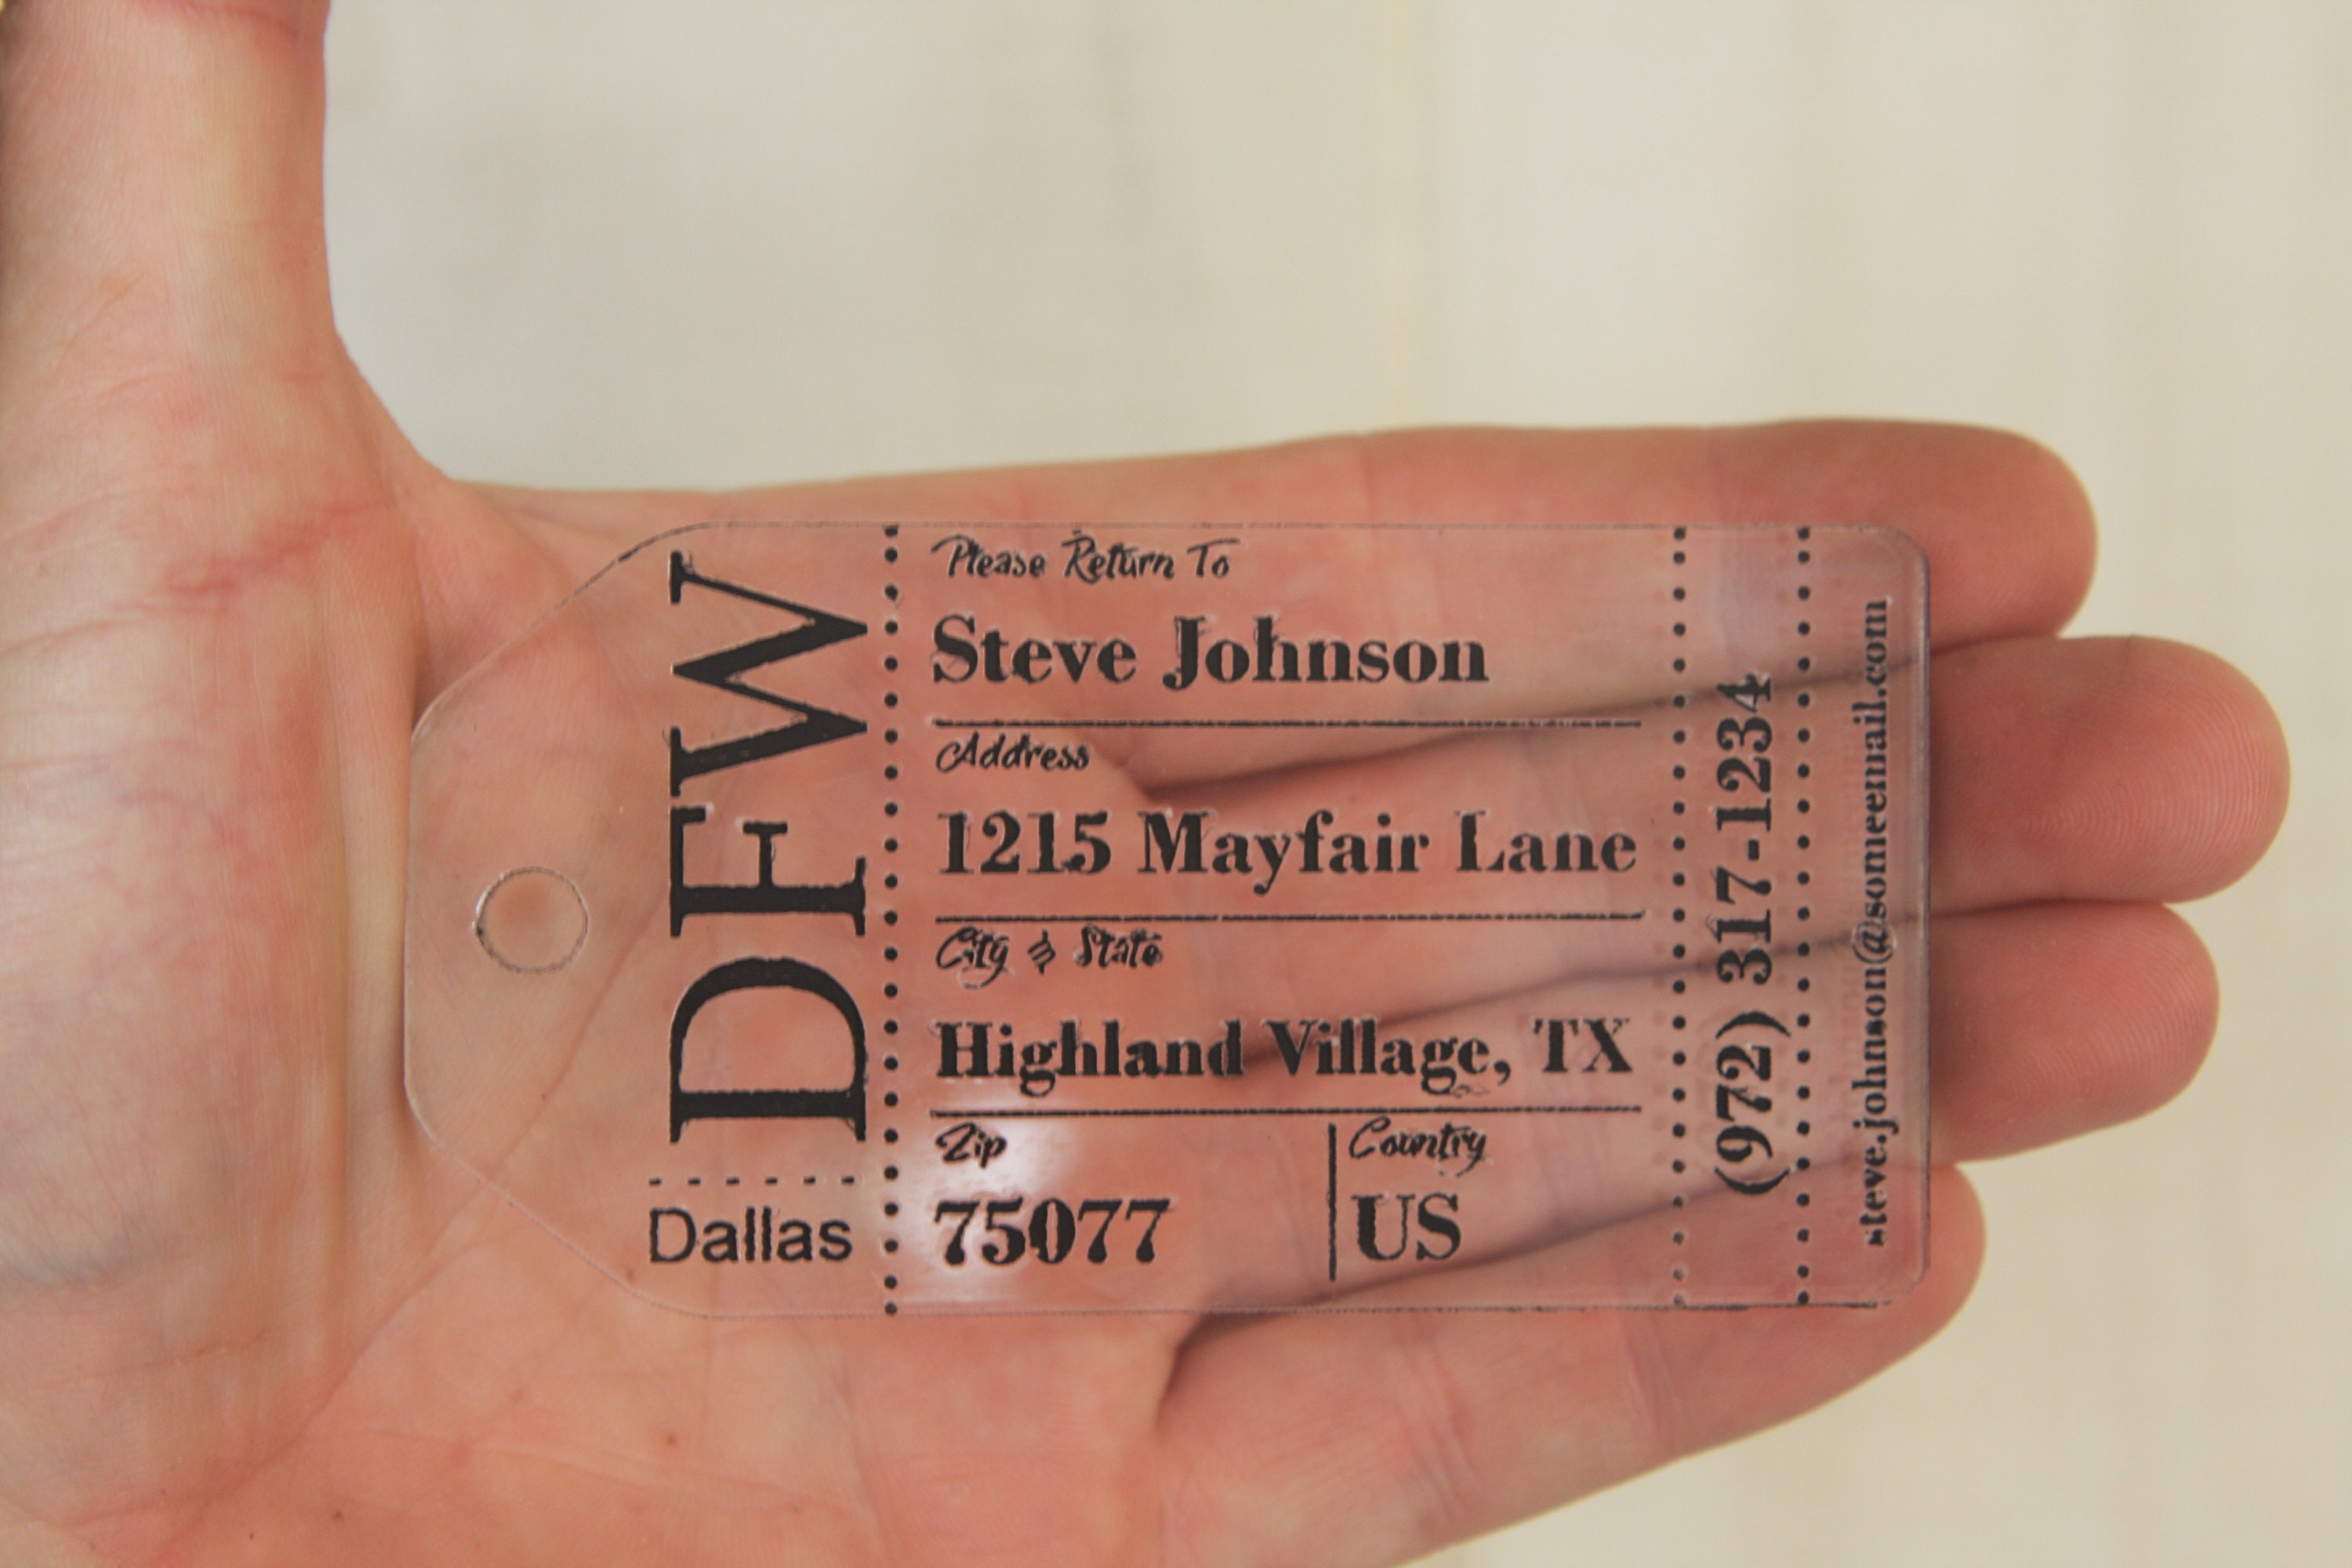 DFW
Dallas
Please Return To
Steve Johnson
Address
1215 Mayfair Lane
City & State
Highland Village, TX
Zip
75077
Country
US
(972) 317-1234
steve.johnson@someemail.com